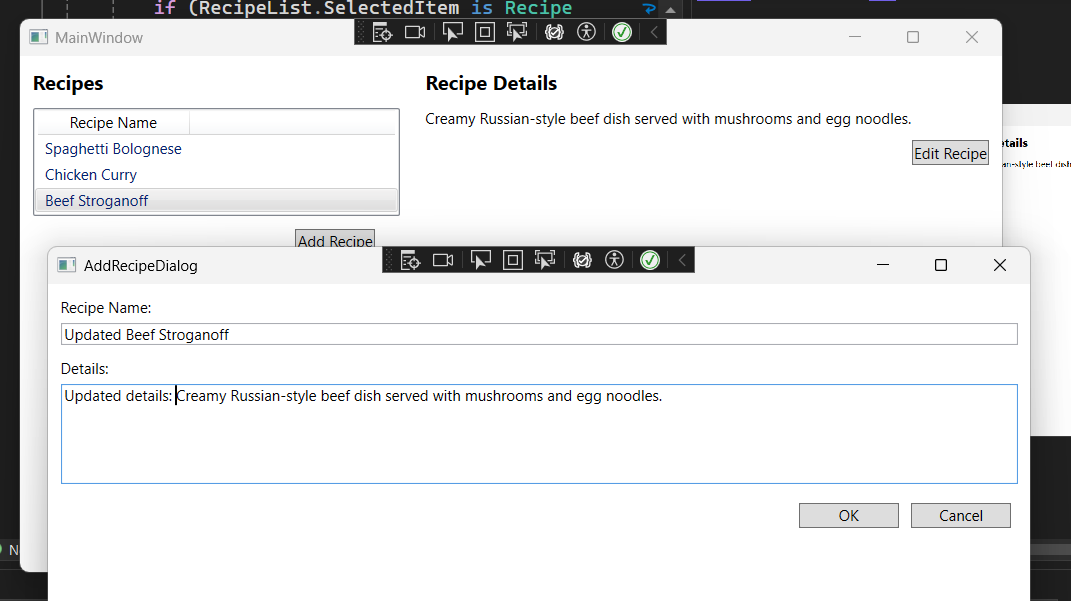 if (RecipeList.SelectedItem is Recipe
MainWindow
Recipes
Recipe Details
Recipe Name
Creamy Russian-style beef dish served with mushrooms and egg noodles.
Spaghetti Bolognese
Edit Recipe
Chicken Curry
Beef Stroganoff
Add Recipe
AddRecipeDialog
Recipe Name:
Updated Beef Stroganoff
Details:
Updated details: Creamy Russian-style beef dish served with mushrooms and egg noodles.
OK
Cancel